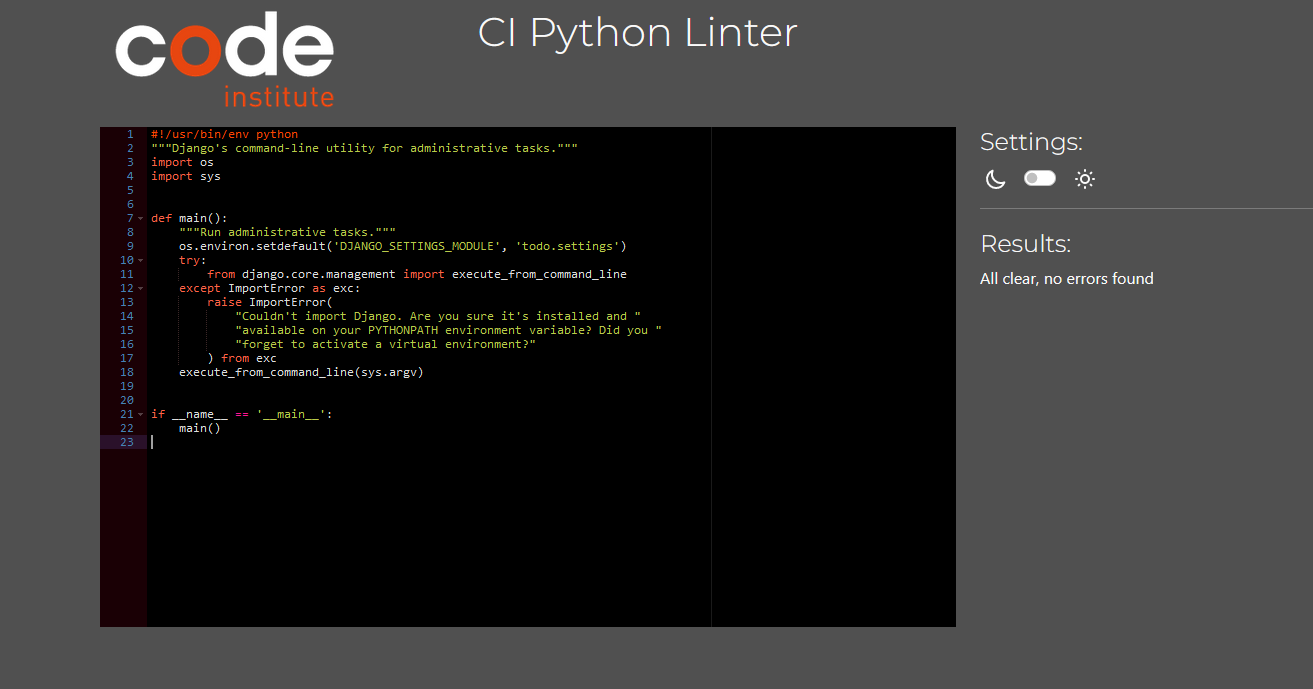 code
institute
CI Python Linter
1 #!/usr/bin/env python
2 """Django's command-line utility for administrative tasks."""
3 import os
4 import sys
5
6
7 def main():
8     """Run administrative tasks."""
9     os.environ.setdefault('DJANGO_SETTINGS_MODULE', 'todo.settings')
10     try:
11         from django.core.management import execute_from_command_line
12     except ImportError as exc:
13         raise ImportError(
14             "Couldn't import Django. Are you sure it's installed and "
15             "available on your PYTHONPATH environment variable? Did you "
16             "forget to activate a virtual environment?"
17         ) from exc
18     execute_from_command_line(sys.argv)
19
20
21 if __name__ == '__main__':
22     main()
23
Settings:
Results:
All clear, no errors found